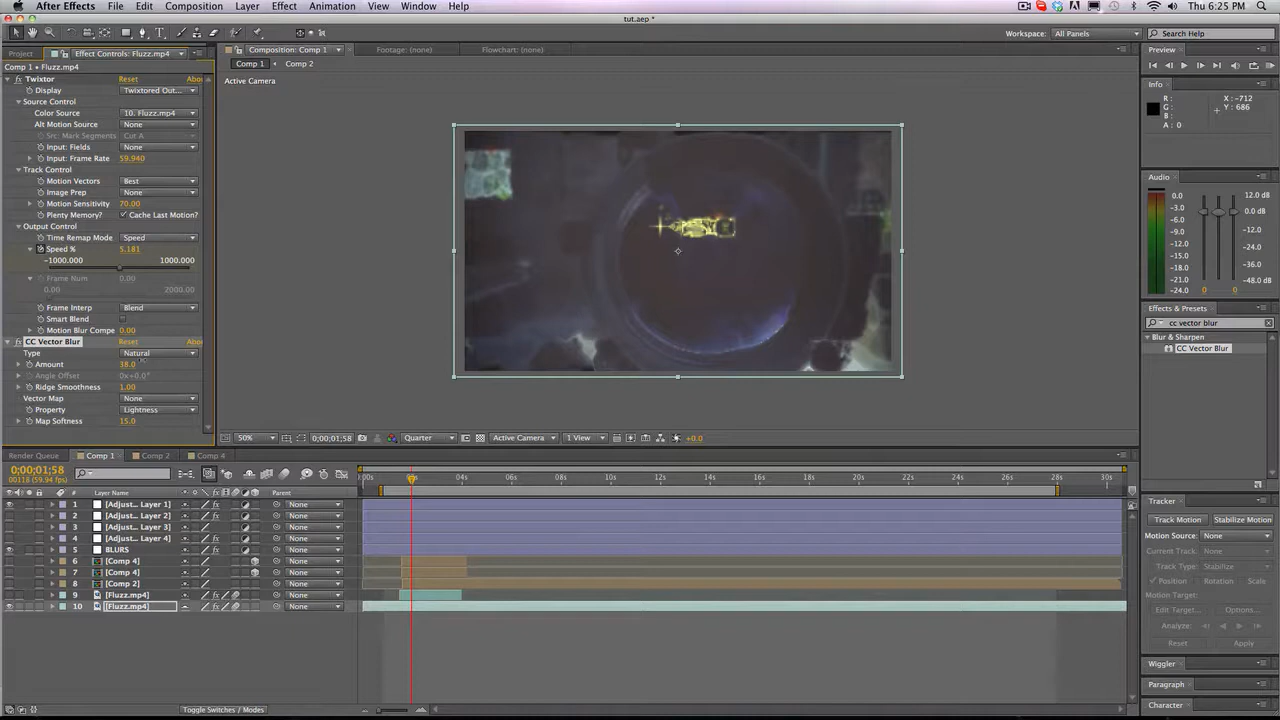 After Effects File Edit Composition Layer Effect Animation View Window Help Thu 6:25 PM
tut.aep *
Workspace: All Panels Search Help
Project Effect Controls: Fluzz.mp4 Composition: Comp 1 Footage: (none) Flowchart: (none) Preview
Comp 1 • Fluzz.mp4 Comp 1 Comp 2
Twixtor Reset Abou
Active Camera
Display Twixtored Out...
Source Control
Color Source 10. Fluzz.mp4
Alt Motion Source None
Src: Mark Segments Cut A
Input: Fields None
Input: Frame Rate 59.940
Track Control
Motion Vectors Best
Image Prep None
Motion Sensitivity 70.00
Plenty Memory? Cache Last Motion?
Output Control
Time Remap Mode Speed
Speed % 5.181
-1000.000 1000.000
Frame Num 0.00
0.00 2000.00
Frame Interp Blend
Smart Blend
Motion Blur Compe 0.00
CC Vector Blur Reset Abou
Type Natural
Amount 38.0
Angle Offset 0x+0.0°
Ridge Smoothness 1.00
Vector Map None
Property Lightness
Map Softness 15.0
50% 0;00;01;58 Quarter Active Camera 1 View +0.0
Info
R: X: -712
G: Y: 686
B:
A: 0
Audio
0.0 12.0 dB
-3.0 6.0 dB
-6.0 0.0 dB
-9.0 -12.0 dB
-12.0 -24.0 dB
-15.0 -36.0 dB
-18.0 -48.0 dB
-21.0
-24.0 0 0
Effects & Presets
cc vector blur
Blur & Sharpen
CC Vector Blur
Render Queue Comp 1 Comp 2 Comp 4
0;00;01;58
00118 (59.94 fps)
:00s 02s 04s 06s 08s 10s 12s 14s 16s 18s 20s 22s 24s 26s 28s 30s
# Layer Name Parent
1 [Adjust... Layer 1] None
2 [Adjust... Layer 2] None
3 [Adjust... Layer 3] None
4 [Adjust... Layer 4] None
5 BLURS None
6 [Comp 4] None
7 [Comp 4] None
8 [Comp 2] None
9 [Fluzz.mp4] None
10 [Fluzz.mp4] None
Toggle Switches / Modes
Tracker
Track Motion Stabilize Motion
Motion Source: None
Current Track: None
Track Type: Stabilize
Position Rotation Scale
Motion Target:
Edit Target... Options...
Analyze:
Reset Apply
Wiggler
Paragraph
Character